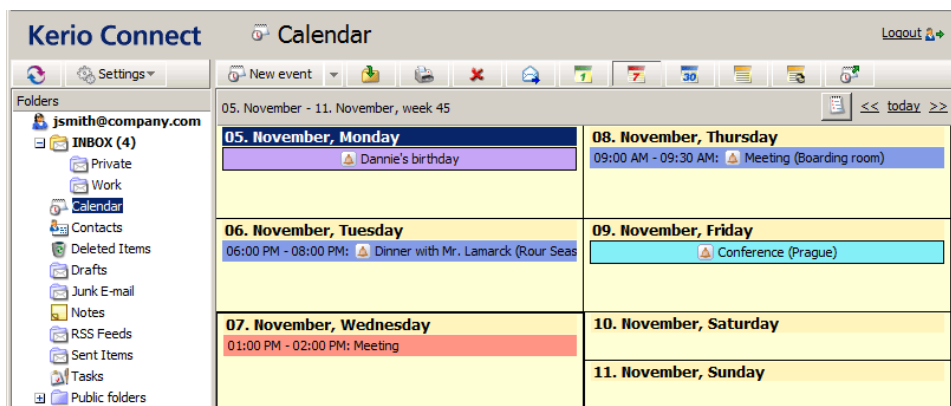 Kerio Connect
Calendar
Logout
Settings
New event
1
7
30
Folders
05. November - 11. November, week 45
<< today >>
jsmith@company.com
INBOX (4)
Private
Work
Calendar
Contacts
Deleted Items
Drafts
Junk E-mail
Notes
RSS Feeds
Sent Items
Tasks
Public folders
05. November, Monday
Dannie's birthday
06. November, Tuesday
06:00 PM - 08:00 PM: Dinner with Mr. Lamarck (Rour Seas
07. November, Wednesday
01:00 PM - 02:00 PM: Meeting
08. November, Thursday
09:00 AM - 09:30 AM: Meeting (Boarding room)
09. November, Friday
Conference (Prague)
10. November, Saturday
11. November, Sunday